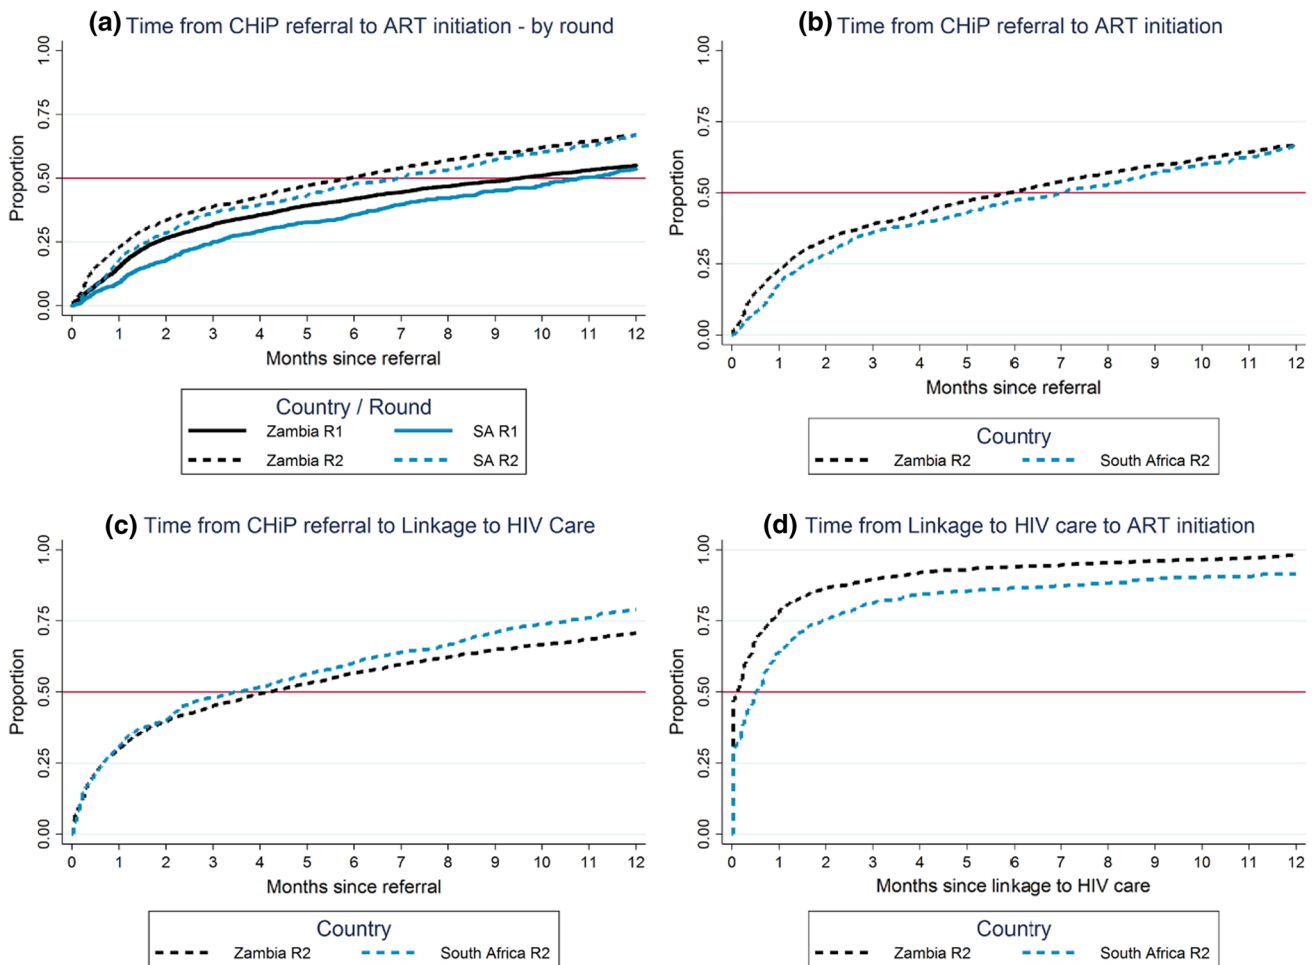 (a) Time from CHiP referral to ART initiation - by round
Proportion
1.00
0.75
0.50
0.25
0.00
0 1 2 3 4 5 6 7 8 9 10 11 12
Months since referral
Country / Round
Zambia R1 SA R1
Zambia R2 SA R2
(b) Time from CHiP referral to ART initiation
Proportion
1.00
0.75
0.50
0.25
0.00
0 1 2 3 4 5 6 7 8 9 10 11 12
Months since referral
Country
Zambia R2 South Africa R2
(c) Time from CHiP referral to Linkage to HIV Care
Proportion
1.00
0.75
0.50
0.25
0.00
0 1 2 3 4 5 6 7 8 9 10 11 12
Months since referral
Country
Zambia R2 South Africa R2
(d) Time from Linkage to HIV care to ART initiation
Proportion
1.00
0.75
0.50
0.25
0.00
0 1 2 3 4 5 6 7 8 9 10 11 12
Months since linkage to HIV care
Country
Zambia R2 South Africa R2